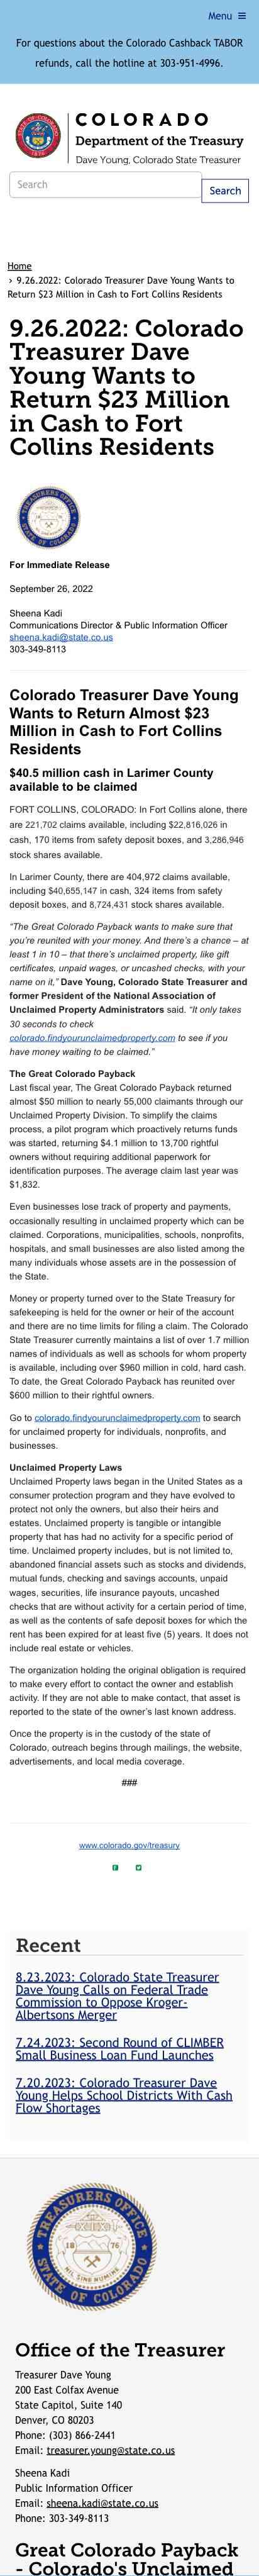 Menu ≡
For questions about the Colorado Cashback TABOR
refunds, call the hotline at 303-951-4996.
COLORADO
Department of the Treasury
Dave Young, Colorado State Treasurer
Search
Search
Home
› 9.26.2022: Colorado Treasurer Dave Young Wants to
Return $23 Million in Cash to Fort Collins Residents
9.26.2022: Colorado
Treasurer Dave
Young Wants to
Return $23 Million
in Cash to Fort
Collins Residents
For Immediate Release
September 26, 2022
Sheena Kadi
Communications Director & Public Information Officer
sheena.kadi@state.co.us
303-349-8113
Colorado Treasurer Dave Young
Wants to Return Almost $23
Million in Cash to Fort Collins
Residents
$40.5 million cash in Larimer County
available to be claimed
FORT COLLINS, COLORADO: In Fort Collins alone, there
are 221,702 claims available, including $22,816,026 in
cash, 170 items from safety deposit boxes, and 3,286,946
stock shares available.
In Larimer County, there are 404,972 claims available,
including $40,655,147 in cash, 324 items from safety
deposit boxes, and 8,724,431 stock shares available.
“The Great Colorado Payback wants to make sure that
you’re reunited with your money. And there’s a chance – at
least 1 in 10 – that there’s unclaimed property, like gift
certificates, unpaid wages, or uncashed checks, with your
name on it,” Dave Young, Colorado State Treasurer and
former President of the National Association of
Unclaimed Property Administrators said. “It only takes
30 seconds to check
colorado.findyourunclaimedproperty.com to see if you
have money waiting to be claimed.”
The Great Colorado Payback
Last fiscal year, The Great Colorado Payback returned
almost $50 million to nearly 55,000 claimants through our
Unclaimed Property Division. To simplify the claims
process, a pilot program which proactively returns funds
was started, returning $4.1 million to 13,700 rightful
owners without requiring additional paperwork for
identification purposes. The average claim last year was
$1,832.
Even businesses lose track of property and payments,
occasionally resulting in unclaimed property which can be
claimed. Corporations, municipalities, schools, nonprofits,
hospitals, and small businesses are also listed among the
many individuals whose assets are in the possession of
the State.
Money or property turned over to the State Treasury for
safekeeping is held for the owner or heir of the account
and there are no time limits for filing a claim. The Colorado
State Treasurer currently maintains a list of over 1.7 million
names of individuals as well as schools for whom property
is available, including over $960 million in cold, hard cash.
To date, the Great Colorado Payback has reunited over
$600 million to their rightful owners.
Go to colorado.findyourunclaimedproperty.com to search
for unclaimed property for individuals, nonprofits, and
businesses.
Unclaimed Property Laws
Unclaimed Property laws began in the United States as a
consumer protection program and they have evolved to
protect not only the owners, but also their heirs and
estates. Unclaimed property is tangible or intangible
property that has had no activity for a specific period of
time. Unclaimed property includes, but is not limited to,
abandoned financial assets such as stocks and dividends,
mutual funds, checking and savings accounts, unpaid
wages, securities, life insurance payouts, uncashed
checks that are without activity for a certain period of time,
as well as the contents of safe deposit boxes for which the
rent has been expired for at least five (5) years. It does not
include real estate or vehicles.
The organization holding the original obligation is required
to make every effort to contact the owner and establish
activity. If they are not able to make contact, that asset is
reported to the state of the owner’s last known address.
Once the property is in the custody of the state of
Colorado, outreach begins through mailings, the website,
advertisements, and local media coverage.
###
www.colorado.gov/treasury
Recent
8.23.2023: Colorado State Treasurer
Dave Young Calls on Federal Trade
Commission to Oppose Kroger-
Albertsons Merger
7.24.2023: Second Round of CLIMBER
Small Business Loan Fund Launches
7.20.2023: Colorado Treasurer Dave
Young Helps School Districts With Cash
Flow Shortages
TREASURERS OFFICE
18 76
NIL SINE NUMINE
STATE OF COLORADO
Office of the Treasurer
Treasurer Dave Young
200 East Colfax Avenue
State Capitol, Suite 140
Denver, CO 80203
Phone: (303) 866-2441
Email: treasurer.young@state.co.us
Sheena Kadi
Public Information Officer
Email: sheena.kadi@state.co.us
Phone: 303-349-8113
Great Colorado Payback
- Colorado's Unclaimed